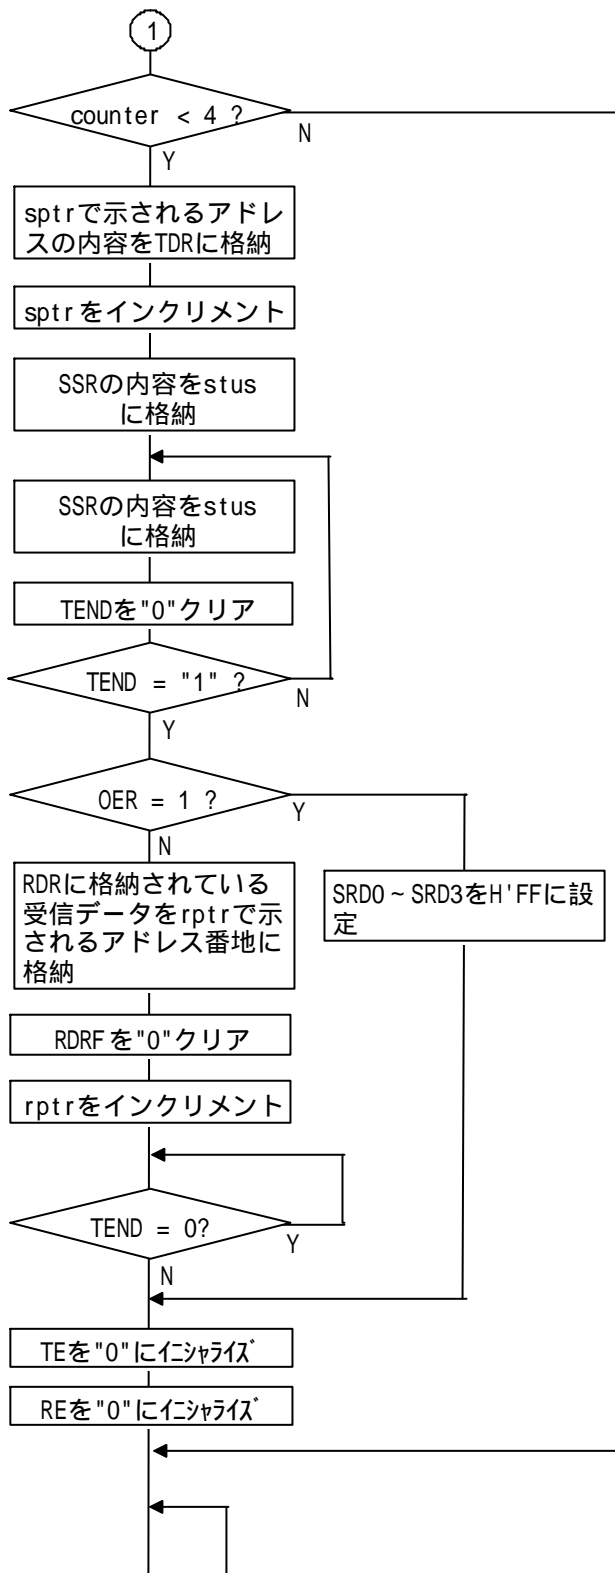 1
counter < 4 ?
N
Y
sptrで示されるアドレ
スの内容をTDRに格納
sptrをインクリメント
SSRの内容をstus
に格納
SSRの内容をstus
に格納
TENDを"0"クリア
TEND = "1" ?
N
Y
OER = 1 ?
Y
N
RDRに格納されている
受信データをrptrで示
されるアドレス番地に
格納
SRD0~SRD3をH'FFに設
定
RDRFを"0"クリア
rptrをインクリメント
TEND = 0?
Y
N
TEを"0"にイニシャライズ
REを"0"にイニシャライズ